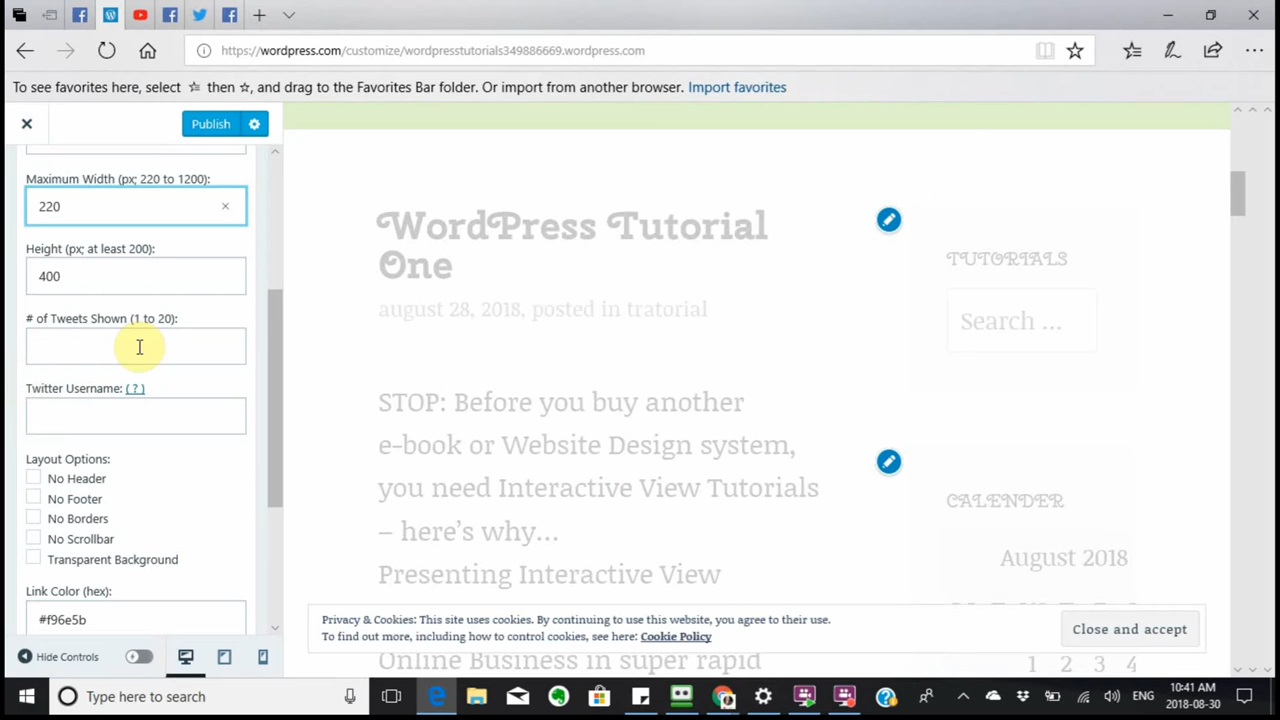 https://wordpress.com/customize/wordpresstutorials349886669.wordpress.com
To see favorites here, select then ☆, and drag to the Favorites Bar folder. Or import from another browser. Import favorites
Publish
Maximum Width (px; 220 to 1200):
220
Height (px; at least 200):
400
# of Tweets Shown (1 to 20):
Twitter Username: ( ? )
Layout Options:
No Header
No Footer
No Borders
No Scrollbar
Transparent Background
Link Color (hex):
#f96e5b
Hide Controls
WordPress Tutorial
One
august 28, 2018, posted in tratorial
STOP: Before you buy another
e-book or Website Design system,
you need Interactive View Tutorials
– here's why...
Presenting Interactive View
Online Business in super rapid
TUTORIALS
Search ...
CALENDER
August 2018
1 2 3 4
Privacy & Cookies: This site uses cookies. By continuing to use this website, you agree to their use.
To find out more, including how to control cookies, see here: Cookie Policy
Close and accept
Type here to search
ENG
10:41 AM
2018-08-30